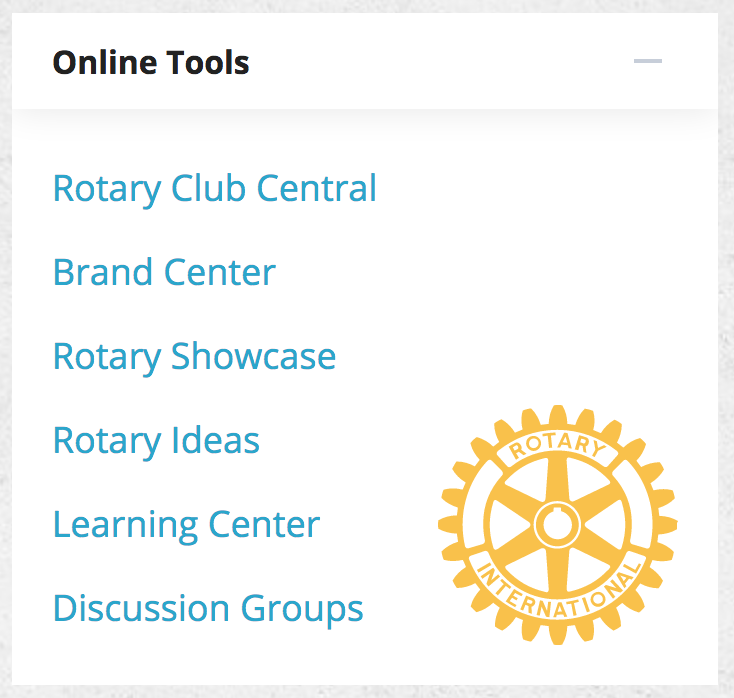 Online Tools
Rotary Club Central
Brand Center
Rotary Showcase
Rotary Ideas
Learning Center
Discussion Groups
ROTARY
INTERNATIONAL